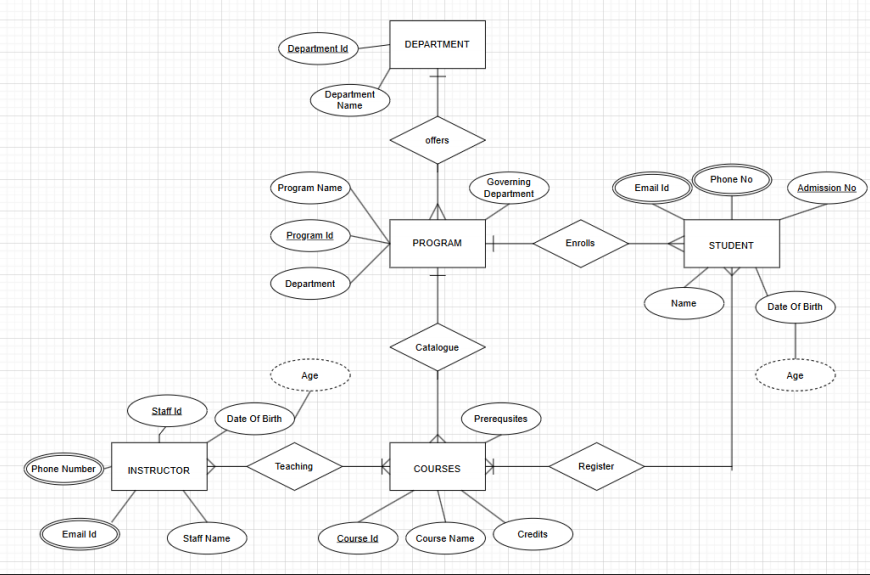 DEPARTMENT
Department Id
Department
Name
offers
Program Name
Governing
Department
Email Id
Phone No
Admission No
Program Id
PROGRAM
Enrolls
STUDENT
Department
Name
Date Of Birth
Catalogue
Age
Age
Staff Id
Date Of Birth
Prerequsites
Phone Number
INSTRUCTOR
Teaching
COURSES
Register
Email Id
Staff Name
Course Id
Course Name
Credits